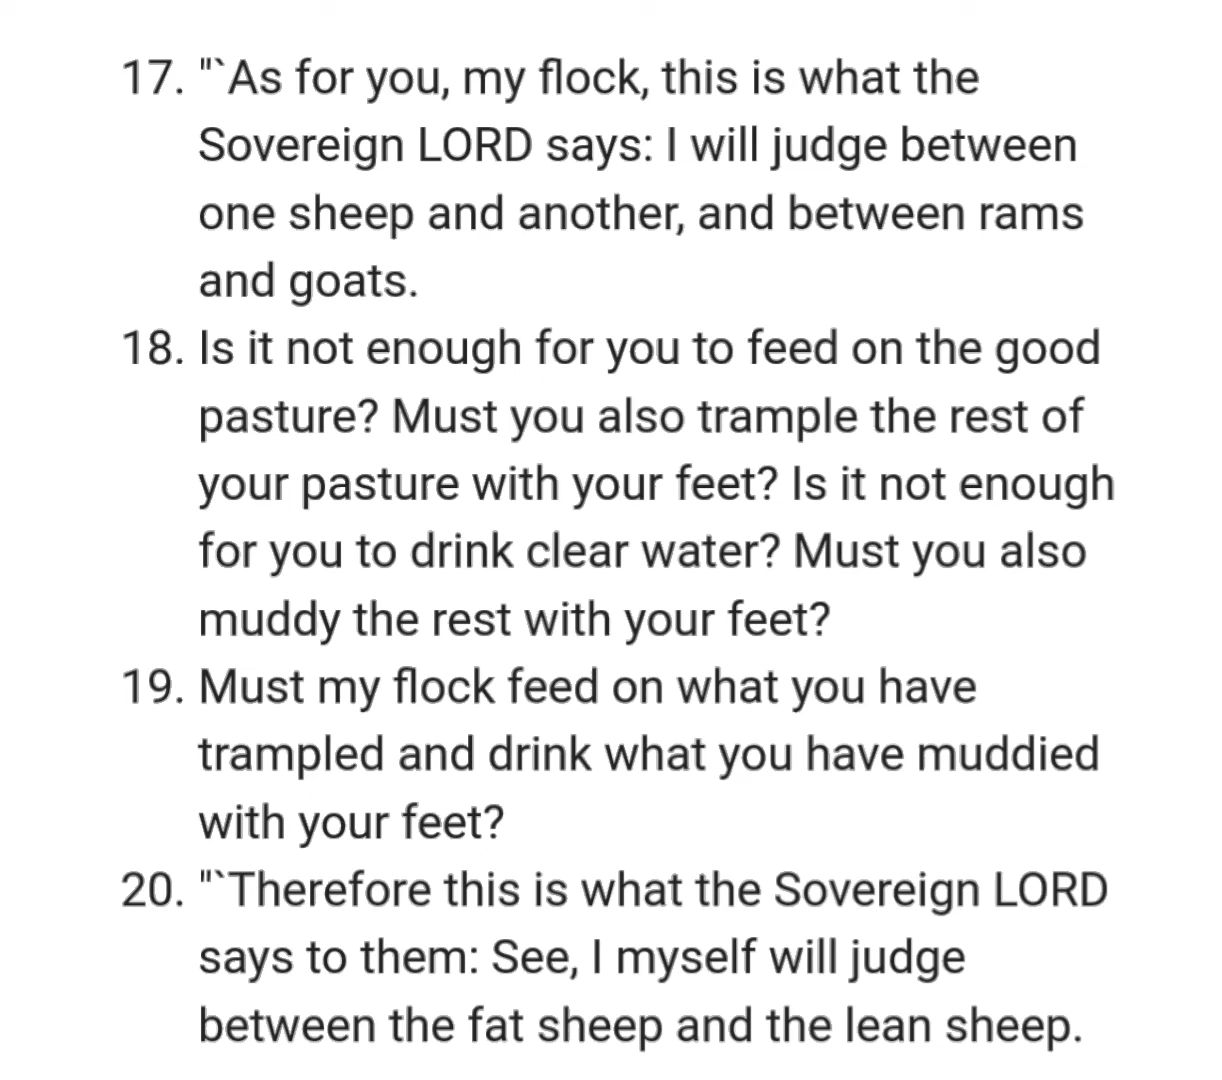 17. "`As for you, my flock, this is what the
Sovereign LORD says: I will judge between
one sheep and another, and between rams
and goats.
18. Is it not enough for you to feed on the good
pasture? Must you also trample the rest of
your pasture with your feet? Is it not enough
for you to drink clear water? Must you also
muddy the rest with your feet?
19. Must my flock feed on what you have
trampled and drink what you have muddied
with your feet?
20. "`Therefore this is what the Sovereign LORD
says to them: See, I myself will judge
between the fat sheep and the lean sheep.